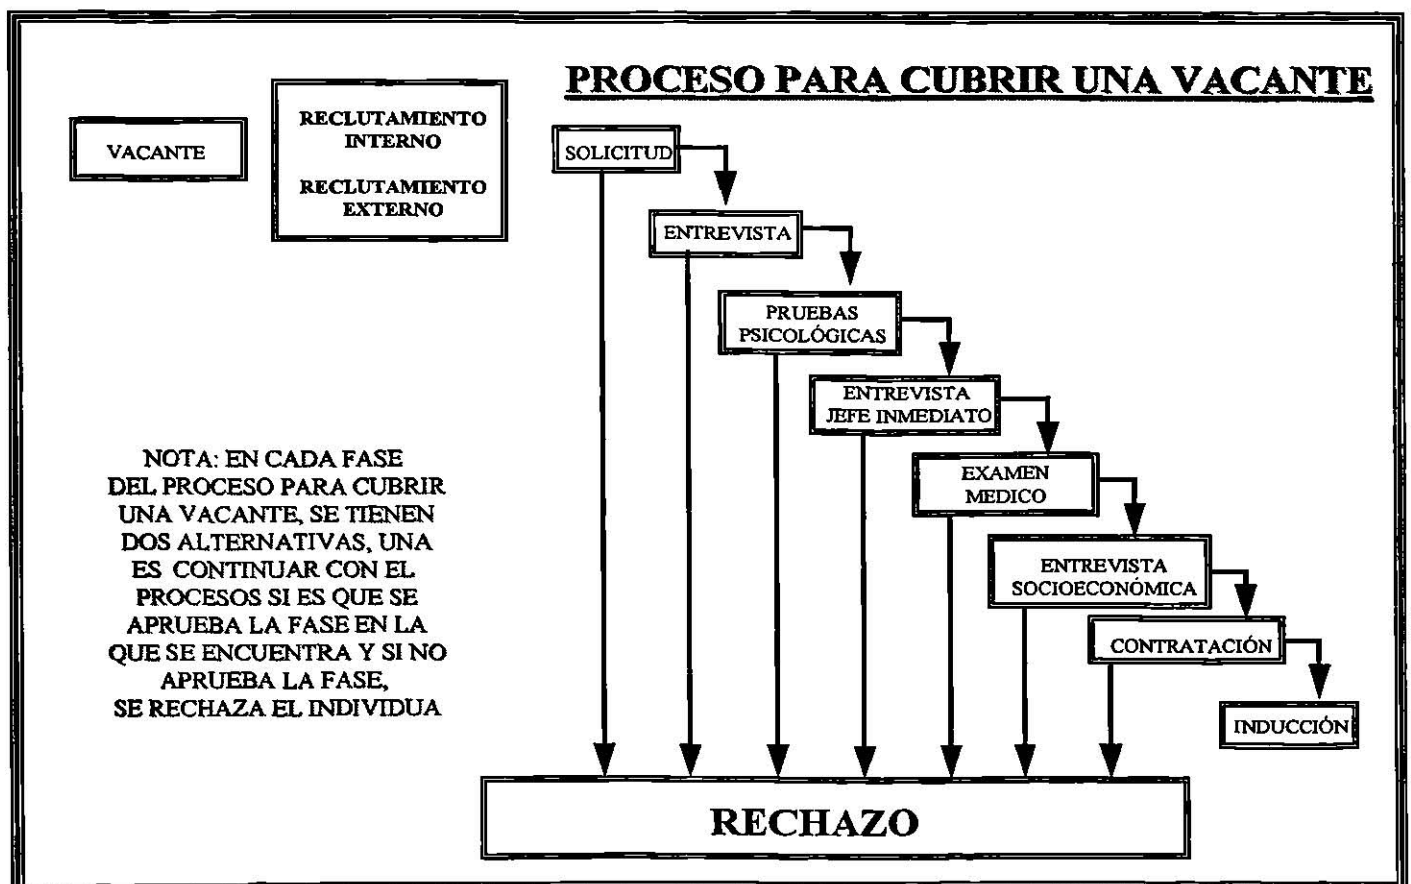 PROCESO PARA CUBRIR UNA VACANTE
VACANTE
RECLUTAMIENTO
INTERNO
RECLUTAMIENTO
EXTERNO
SOLICITUD
ENTREVISTA
PRUEBAS
PSICOLÓGICAS
ENTREVISTA
JEFE INMEDIATO
EXAMEN
MEDICO
ENTREVISTA
SOCIOECONÓMICA
CONTRATACIÓN
INDUCCIÓN
NOTA: EN CADA FASE
DEL PROCESO PARA CUBRIR
UNA VACANTE, SE TIENEN
DOS ALTERNATIVAS, UNA
ES CONTINUAR CON EL
PROCESOS SI ES QUE SE
APRUEBA LA FASE EN LA
QUE SE ENCUENTRA Y SI NO
APRUEBA LA FASE,
SE RECHAZA EL INDIVIDUA
RECHAZO